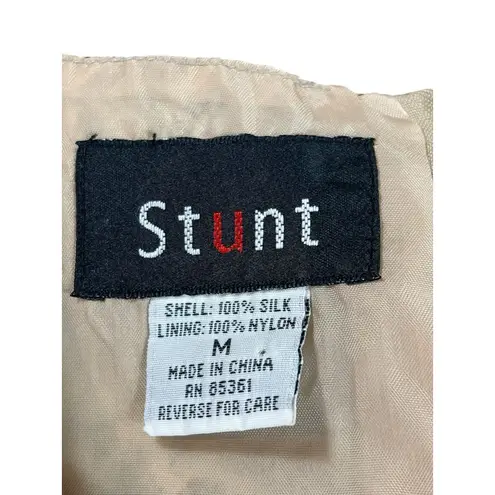 Stunt
SHELL: 100% SILK
LINING: 100% NYLON
M
MADE IN CHINA
RN 85361
REVERSE FOR CARE